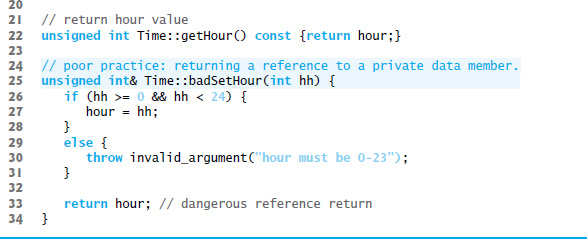 20
21 // return hour value
22 unsigned int Time::getHour() const {return hour;}
23
24 // poor practice: returning a reference to a private data member.
25 unsigned int& Time::badSetHour(int hh) {
26    if (hh >= 0 && hh < 24) {
27       hour = hh;
28    }
29    else {
30       throw invalid_argument("hour must be 0-23");
31    }
32
33    return hour; // dangerous reference return
34 }